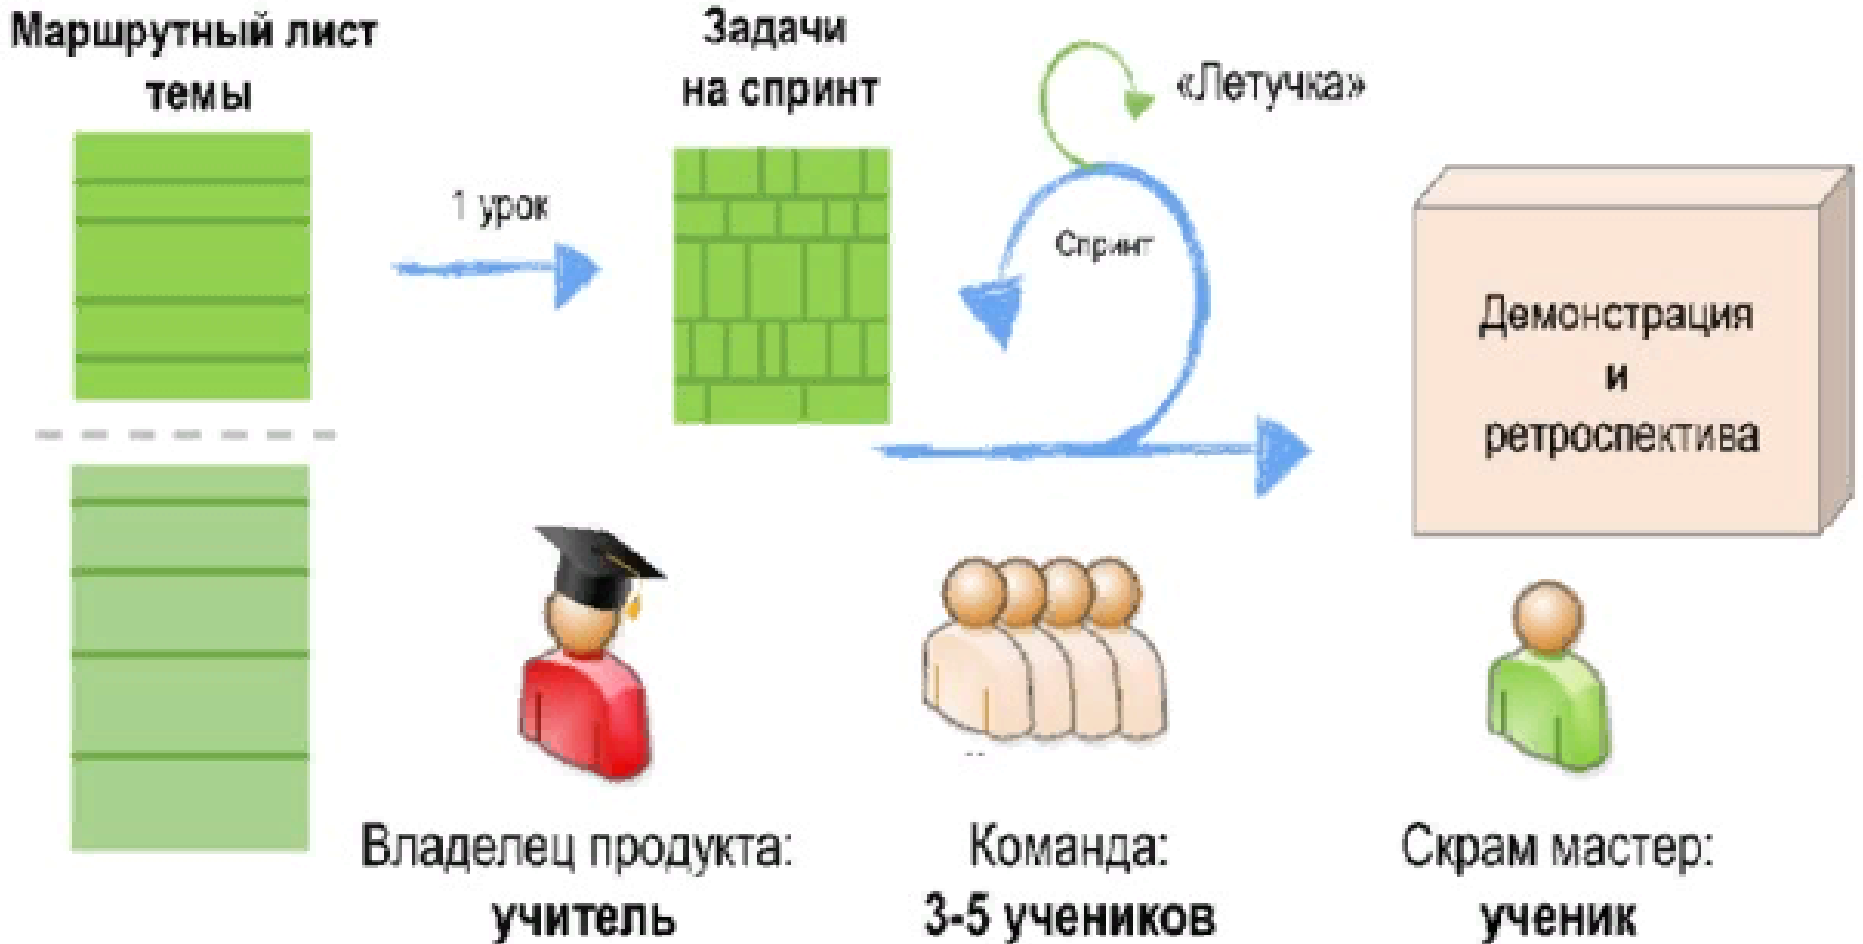 Маршрутный лист
темы
Задачи
на спринт
«Летучка»
1 урок
Спринт
Демонстрация
и
ретроспектива
Владелец продукта:
учитель
Команда:
3-5 учеников
Скрам мастер:
ученик